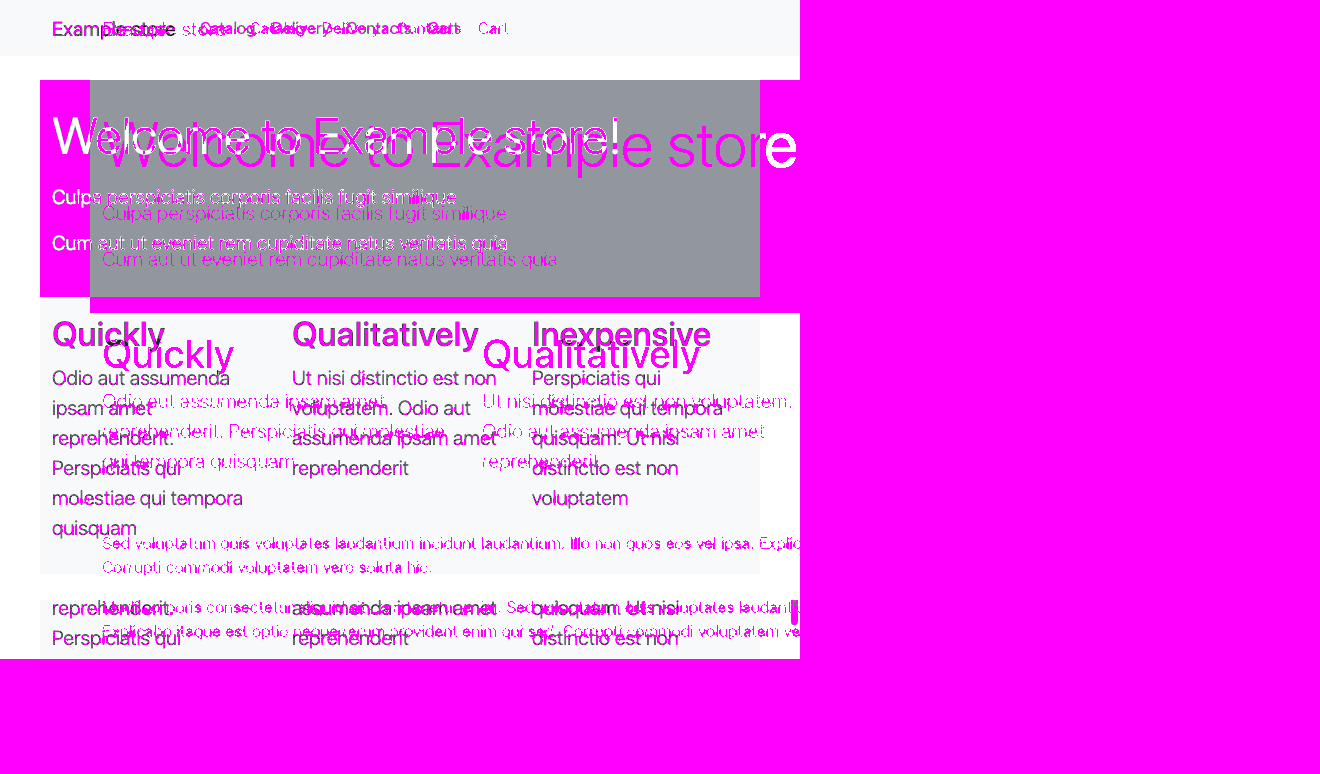 Example store Catalog Delivery Contacts Cart
Example store Catalog Delivery Contacts Cart
Welcome to Example store!
Welcome to Example store
Culpa perspiciatis corporis facilis fugit similique
Culpa perspiciatis corporis facilis fugit similique
Cum aut ut eveniet rem cupiditate natus veritatis quia
Cum aut ut eveniet rem cupiditate natus veritatis quia
Quickly
Qualitatively
Inexpensive
Quickly
Qualitatively
Odio aut assumenda
ipsam amet
reprehenderit.
Perspiciatis qui
molestiae qui tempora
quisquam
Ut nisi distinctio est non
voluptatem. Odio aut
assumenda ipsam amet
reprehenderit
Perspiciatis qui
molestiae qui tempora
quisquam. Ut nisi
distinctio est non
voluptatem
Odio aut assumenda ipsam amet
reprehenderit. Perspiciatis qui molestiae
qui tempora quisquam
Ut nisi distinctio est non voluptatem.
Odio aut assumenda ipsam amet
reprehenderit
Sed voluptatum quis voluptates laudantium incidunt laudantium. Illo non quos eos vel ipsa. Explic
Corrupti commodi voluptatem vero soluta hic.
reprehenderit.
Perspiciatis qui
assumenda ipsam amet
reprehenderit
quisquam. Ut nisi
distinctio est non
consectetur
Sed voluptatum quis voluptates laudantiu
Explicabo itaque est optio neque rerum provident enim qui sed. Corrupti commodi voluptatem ve